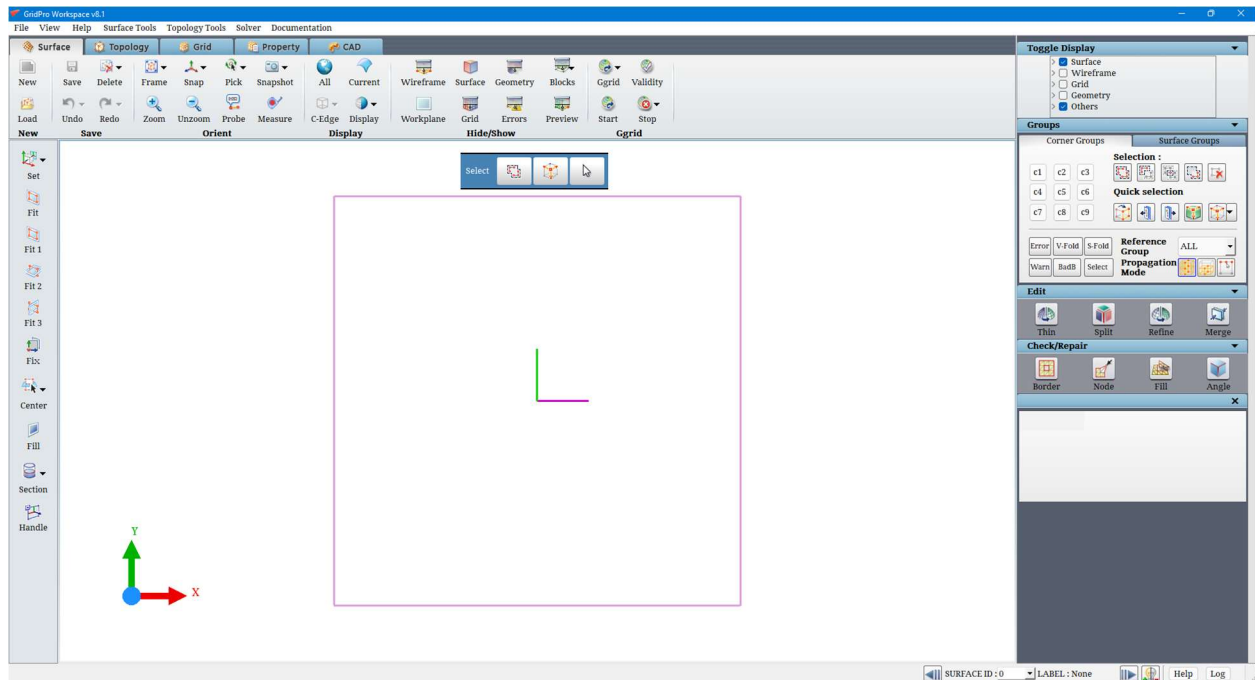 GridPro Workspace v8.1
File View Help Surface Tools Topology Tools Solver Documentation
Surface Topology Grid Property CAD
New Save Delete Frame Snap Pick Snapshot All Current Wireframe Surface Geometry Blocks Ggrid Validity
Load Undo Redo Zoom Unzoom Probe Measure C-Edge Display Workplane Grid Errors Preview Start Stop
New Save Orient Display Hide/Show Ggrid
Set
Fit
Fit 1
Fit 2
Fit 3
Fix
Center
Fill
Section
Handle
Select
Y
X
Toggle Display
Surface
Wireframe
Grid
Geometry
Others
Groups
Corner Groups Surface Groups
Selection :
c1 c2 c3
c4 c5 c6 Quick selection
c7 c8 c9
Error V-Fold S-Fold Reference Group ALL
Warn BadB Select Propagation Mode
Edit
Thin Split Refine Merge
Check/Repair
Border Node Fill Angle
SURFACE ID : 0 LABEL : None Help Log